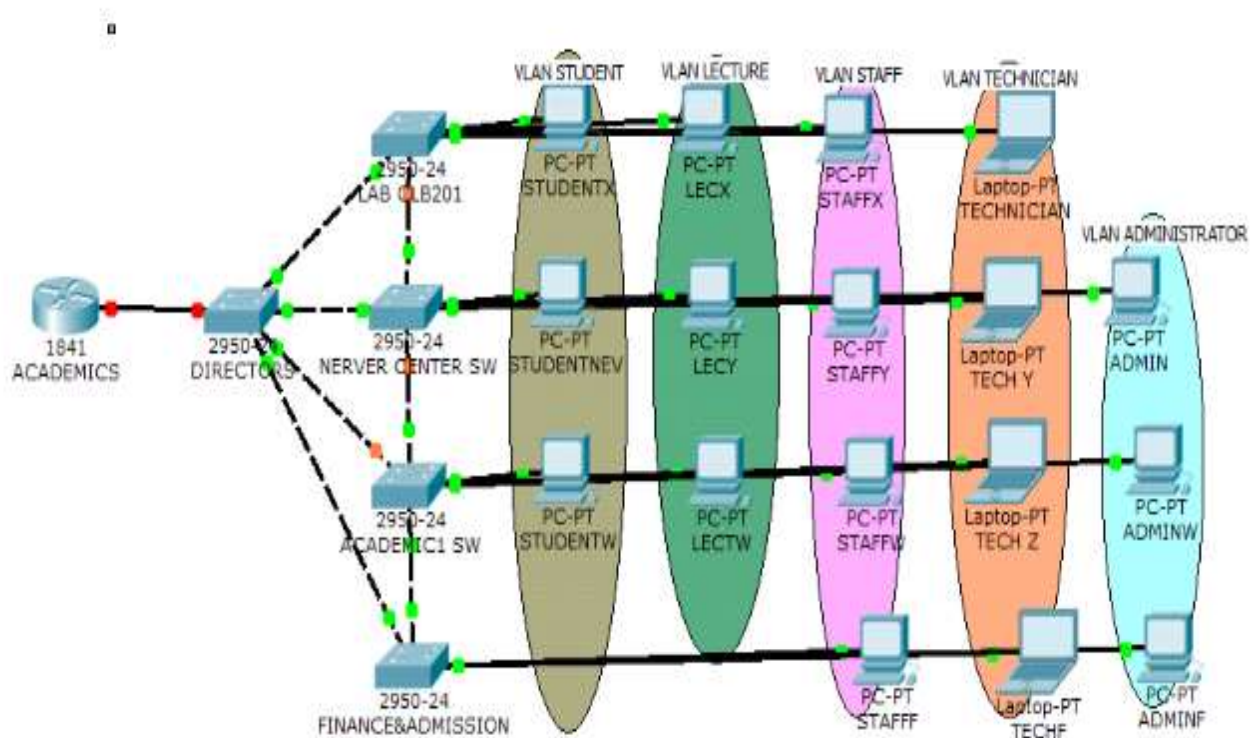 VLAN STUDENT
VLAN LECTURE
VLAN STAFF
VLAN TECHNICIAN
2950-24
LAB CLB201
PC-PT
STUDENTX
PC-PT
LECX
PC-PT
STAFFX
Laptop-PT
TECHNICIAN
VLAN ADMINISTRATOR
1841
ACADEMICS
DIRECTORS
2950-24
NERVER CENTER SW
PC-PT
STUDENTNEV
PC-PT
LECY
PC-PT
STAFFY
Laptop-PT
TECH Y
PC-PT
ADMIN
2950-24
ACADEMIC1 SW
PC-PT
STUDENTW
PC-PT
LECTW
PC-PT
STAFFW
Laptop-PT
TECH Z
PC-PT
ADMINW
2950-24
FINANCE&ADMISSION
PC-PT
STAFFF
Laptop-PT
TECHF
PC-PT
ADMINF